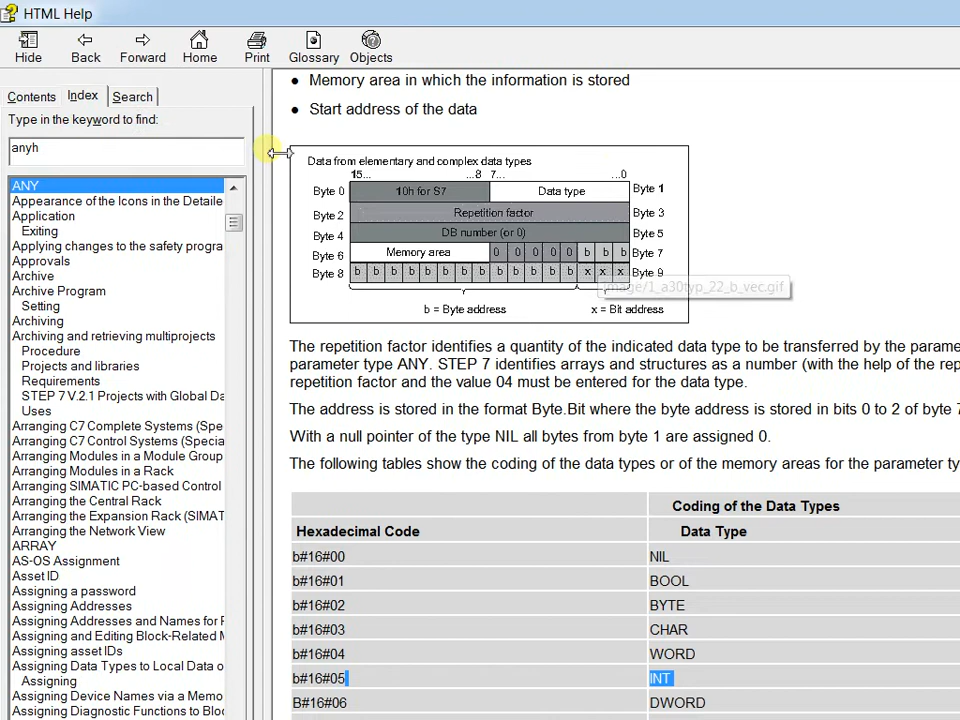 HTML Help
Hide Back Forward Home Print Glossary Objects
Contents Index Search
Type in the keyword to find:
anyh
ANY
Appearance of the Icons in the Detaile
Application
Exiting
Applying changes to the safety progra
Approvals
Archive
Archive Program
Setting
Archiving
Archiving and retrieving multiprojects
Procedure
Projects and libraries
Requirements
STEP 7 V.2.1 Projects with Global Da
Uses
Arranging C7 Complete Systems (Spe
Arranging C7 Control Systems (Specia
Arranging Modules in a Module Group
Arranging Modules in a Rack
Arranging SIMATIC PC-based Control
Arranging the Central Rack
Arranging the Expansion Rack (SIMAT
Arranging the Network View
ARRAY
AS-OS Assignment
Asset ID
Assigning a password
Assigning Addresses
Assigning Addresses and Names for F
Assigning and Editing Block-Related M
Assigning asset IDs
Assigning Data Types to Local Data o
Assigning
Assigning Device Names via a Memo
Assigning Diagnostic Functions to Bloc
• Memory area in which the information is stored
• Start address of the data
Data from elementary and complex data types
15... ...8 7... ...0
Byte 0 10h for S7 Data type Byte 1
Byte 2 Repetition factor Byte 3
Byte 4 DB number (or 0) Byte 5
Byte 6 Memory area 0 0 0 0 0 b b b Byte 7
Byte 8 b b b b b b b b b b b b b x x x Byte 9
image/1_a30typ_22_b_vec.gif
b = Byte address x = Bit address
The repetition factor identifies a quantity of the indicated data type to be transferred by the parame
parameter type ANY. STEP 7 identifies arrays and structures as a number (with the help of the rep
repetition factor and the value 04 must be entered for the data type.
The address is stored in the format Byte.Bit where the byte address is stored in bits 0 to 2 of byte 7
With a null pointer of the type NIL all bytes from byte 1 are assigned 0.
The following tables show the coding of the data types or of the memory areas for the parameter ty
Coding of the Data Types
Hexadecimal Code Data Type
b#16#00 NIL
b#16#01 BOOL
b#16#02 BYTE
b#16#03 CHAR
b#16#04 WORD
b#16#05 INT
B#16#06 DWORD